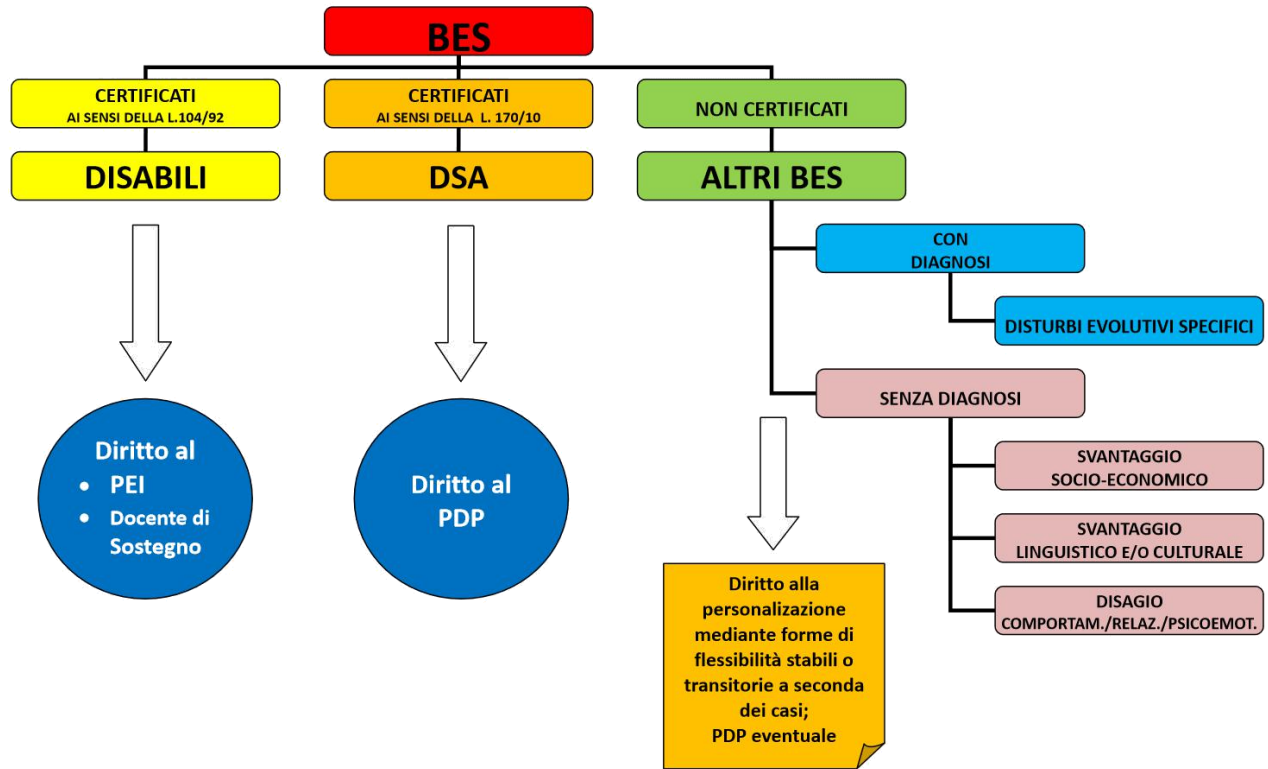 BES
CERTIFICATI
AI SENSI DELLA L.104/92
DISABILI
Diritto al
• PEI
• Docente di
Sostegno
CERTIFICATI
AI SENSI DELLA L. 170/10
DSA
Diritto al
PDP
NON CERTIFICATI
ALTRI BES
CON
DIAGNOSI
DISTURBI EVOLUTIVI SPECIFICI
SENZA DIAGNOSI
SVANTAGGIO
SOCIO-ECONOMICO
SVANTAGGIO
LINGUISTICO E/O CULTURALE
DISAGIO
COMPORTAM./RELAZ./PSICOEMOT.
Diritto alla
personalizazione
mediante forme di
flessibilità stabili o
transitorie a seconda
dei casi;
PDP eventuale